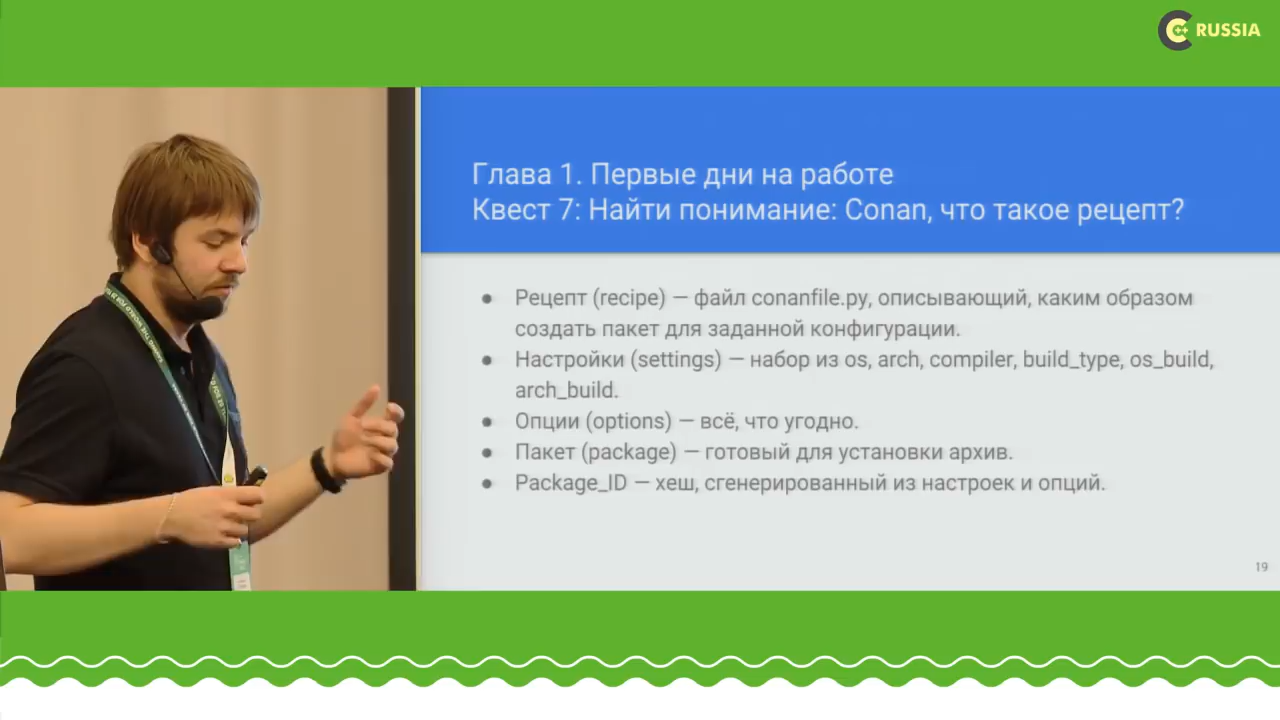 C++ RUSSIA
Глава 1. Первые дни на работе
Квест 7: Найти понимание: Conan, что такое рецепт?
● Рецепт (recipe) — файл conanfile.py, описывающий, каким образом
создать пакет для заданной конфигурации.
● Настройки (settings) — набор из os, arch, compiler, build_type, os_build,
arch_build.
● Опции (options) — всё, что угодно.
● Пакет (package) — готовый для установки архив.
● Package_ID — хеш, сгенерированный из настроек и опций.
19